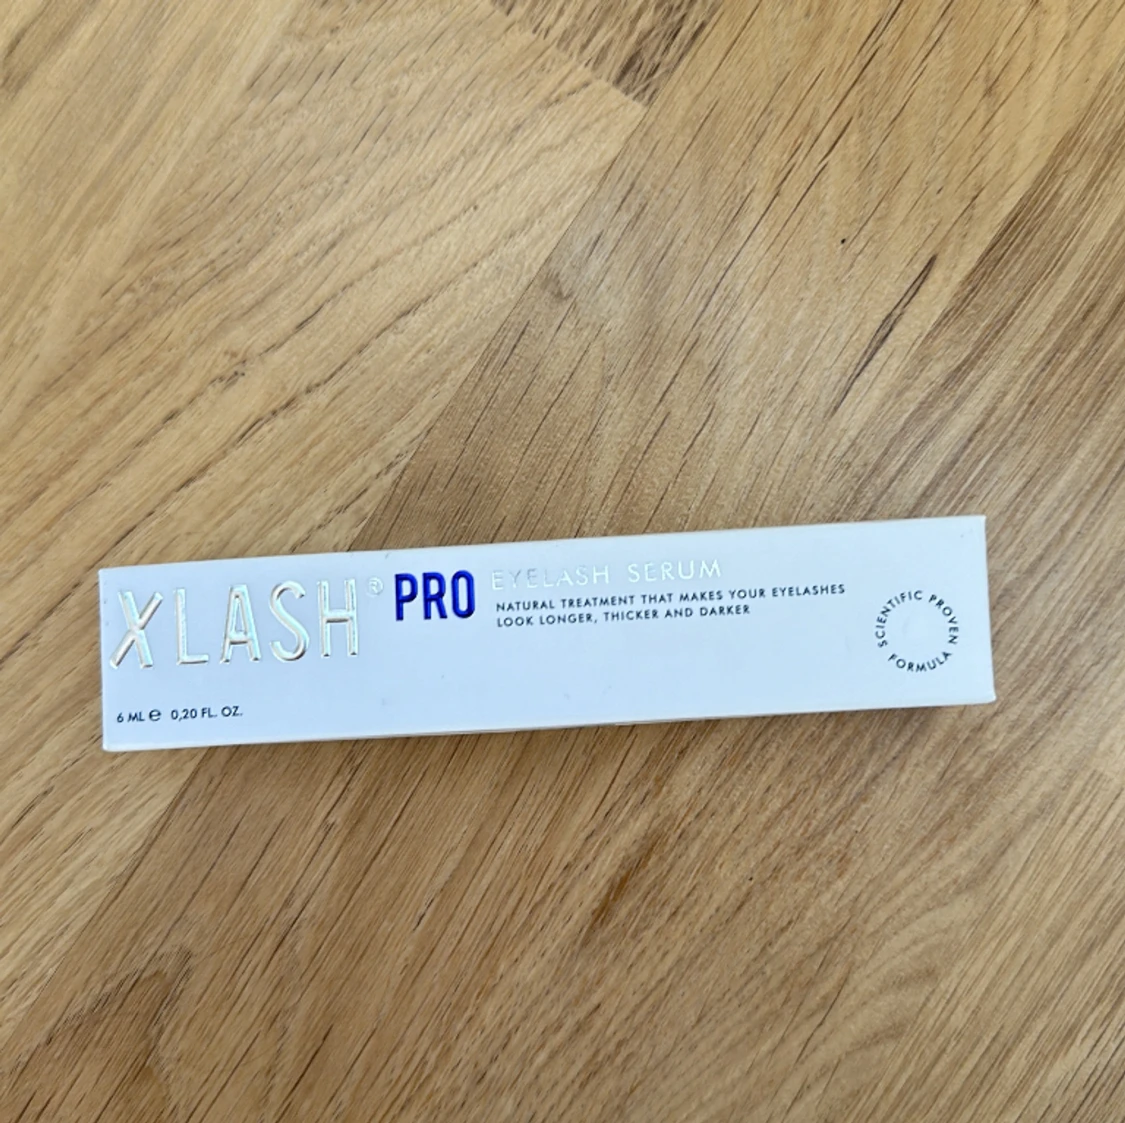 XLASH® PRO EYELASH SERUM
NATURAL TREATMENT THAT MAKES YOUR EYELASHES
LOOK LONGER, THICKER AND DARKER
SCIENTIFIC PROVEN FORMULA
6 ML ℮ 0,20 FL. OZ.